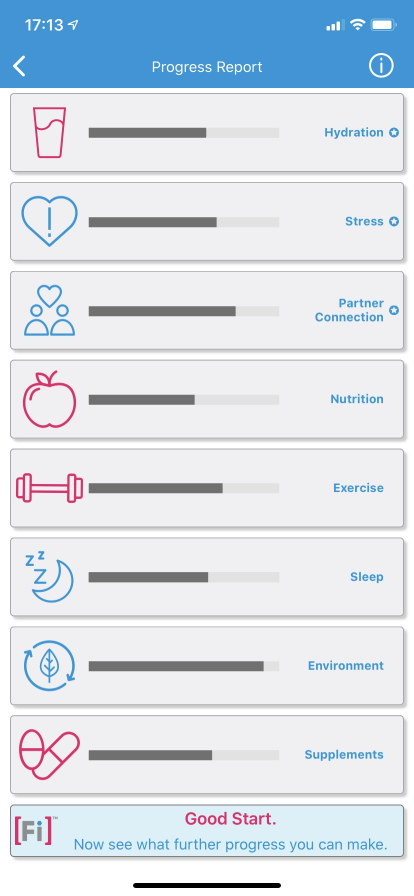 17:13
Progress Report
Hydration
Stress
Partner
Connection
Nutrition
Exercise
z z
Z
Sleep
Environment
Supplements
[Fi]™
Good Start.
Now see what further progress you can make.